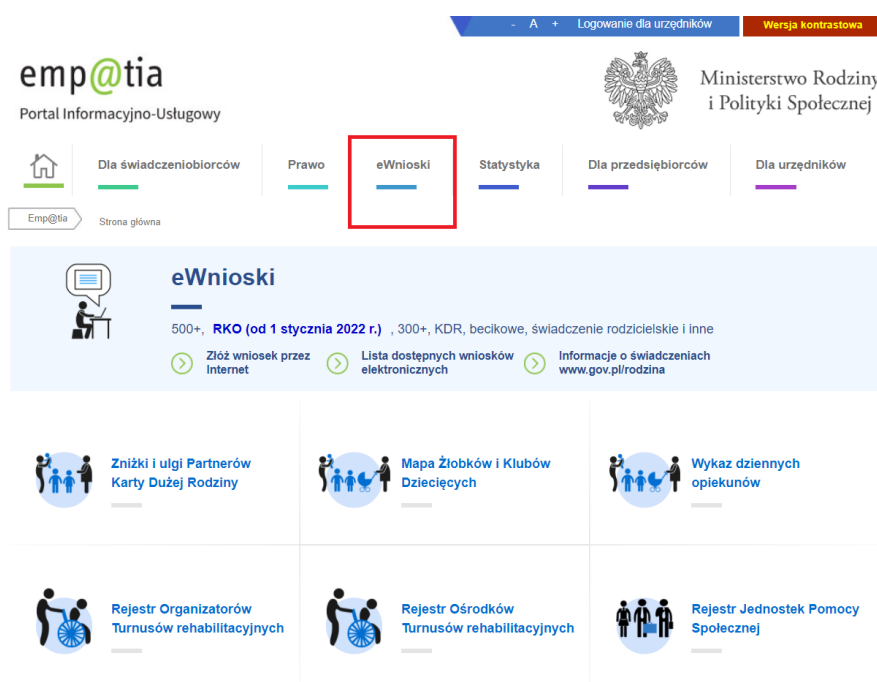 - A + Logowanie dla urzędników Wersja kontrastowa
emp@tia
Portal Informacyjno-Usługowy
Ministerstwo Rodziny
i Polityki Społecznej
Dla świadczeniobiorców Prawo eWnioski Statystyka Dla przedsiębiorców Dla urzędników
Emp@tia Strona główna
eWnioski
500+, RKO (od 1 stycznia 2022 r.) , 300+, KDR, becikowe, świadczenie rodzicielskie i inne
Złóż wniosek przez
Internet
Lista dostępnych wniosków
elektronicznych
Informacje o świadczeniach
www.gov.pl/rodzina
Zniżki i ulgi Partnerów
Karty Dużej Rodziny
Mapa Żłobków i Klubów
Dziecięcych
Wykaz dziennych
opiekunów
Rejestr Organizatorów
Turnusów rehabilitacyjnych
Rejestr Ośrodków
Turnusów rehabilitacyjnych
Rejestr Jednostek Pomocy
Społecznej